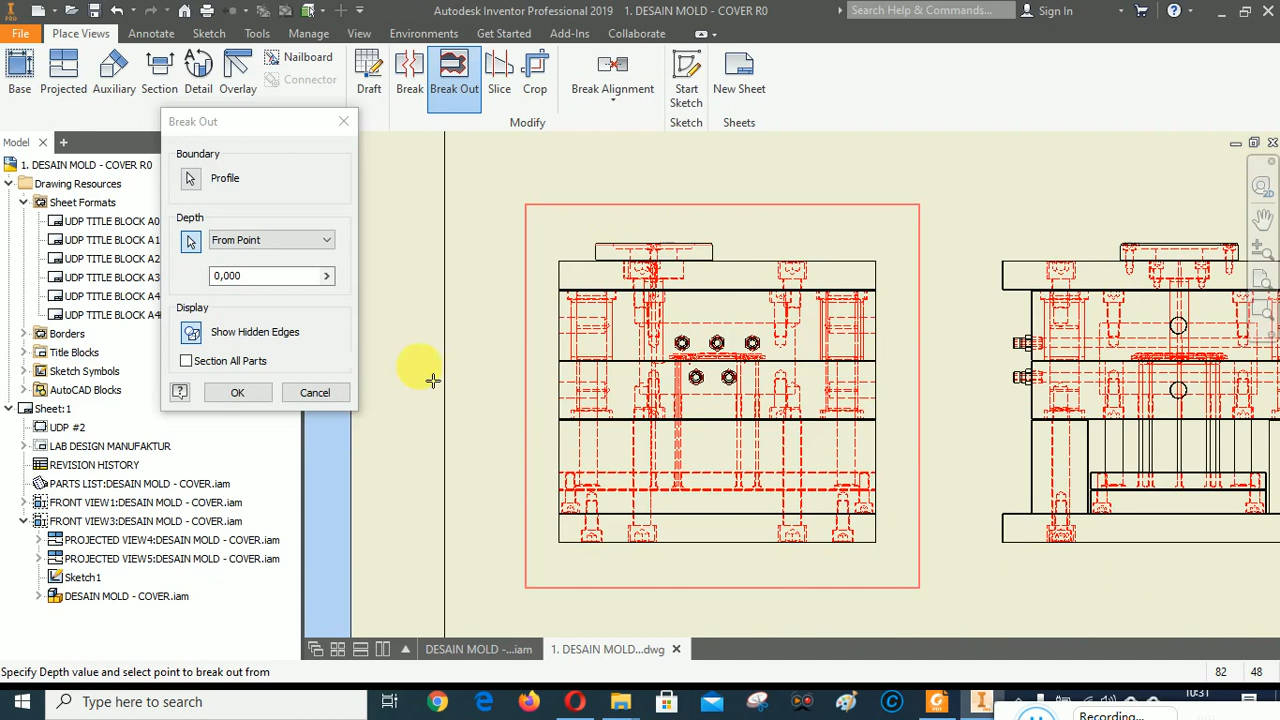 Autodesk Inventor Professional 2019   1. DESAIN MOLD - COVER R0
Search Help & Commands...
Sign In
PRO
File
Place Views
Annotate
Sketch
Tools
Manage
View
Environments
Get Started
Add-Ins
Collaborate
Base
Projected
Auxiliary
Section
Detail
Overlay
Nailboard
Connector
Draft
Break
Break Out
Slice
Crop
Break Alignment
Start
Sketch
New Sheet
Modify
Sketch
Sheets
Break Out
Boundary
Profile
Depth
From Point
0,000
Display
Show Hidden Edges
Section All Parts
OK
Cancel
Model
1. DESAIN MOLD - COVER R0
Drawing Resources
Sheet Formats
UDP TITLE BLOCK A0
UDP TITLE BLOCK A1
UDP TITLE BLOCK A2
UDP TITLE BLOCK A3
UDP TITLE BLOCK A4
UDP TITLE BLOCK A4
Borders
Title Blocks
Sketch Symbols
AutoCAD Blocks
Sheet:1
UDP #2
LAB DESIGN MANUFAKTUR
REVISION HISTORY
PARTS LIST:DESAIN MOLD - COVER.iam
FRONT VIEW1:DESAIN MOLD - COVER.iam
FRONT VIEW3:DESAIN MOLD - COVER.iam
PROJECTED VIEW4:DESAIN MOLD - COVER.iam
PROJECTED VIEW5:DESAIN MOLD - COVER.iam
Sketch1
DESAIN MOLD - COVER.iam
2D
DESAIN MOLD -...iam
1. DESAIN MOLD...dwg
Specify Depth value and select point to break out from
82
48
Type here to search
10:31
Recording...